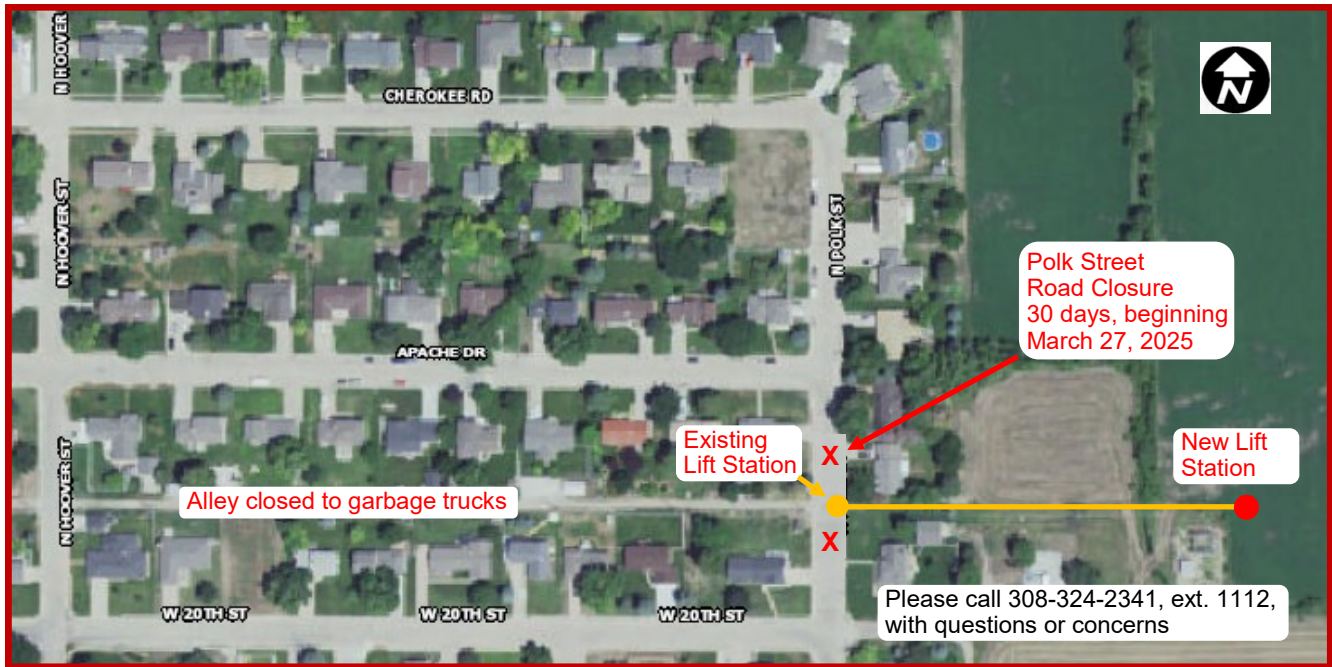 N HOOVER
N
CHEROKEE RD
N HOOVER ST
N POLK ST
Polk Street
Road Closure
30 days, beginning
March 27, 2025
APACHE DR
Existing
Lift Station
X
New Lift
Station
N HOOVER ST
Alley closed to garbage trucks
X
W 20TH ST
W 20TH ST
W 20TH ST
Please call 308-324-2341, ext. 1112,
with questions or concerns